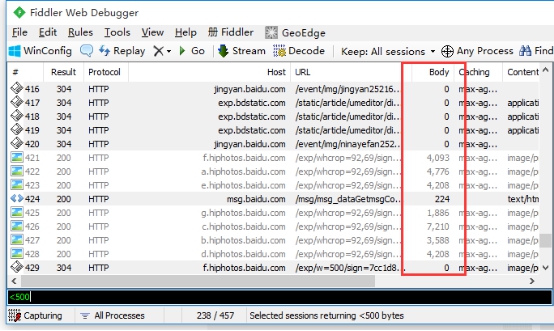 Fiddler Web Debugger
File Edit Rules Tools View Help Fiddler GeoEdge
WinConfig Replay Go Stream Decode Keep: All sessions Any Process Find
# Result Protocol Host URL Body Caching Content
416 304 HTTP jingyan.baidu.com /event/img/jingyan25216... 0 max-ag...
417 304 HTTP exp.bdstatic.com /static/article/umeditor/di... 0 max-ag... applicati
418 304 HTTP exp.bdstatic.com /static/article/umeditor/di... 0 max-ag... applicati
419 304 HTTP exp.bdstatic.com /static/article/umeditor/di... 0 max-ag... applicati
420 304 HTTP jingyan.baidu.com /event/img/ninayefan252... 0 max-ag...
421 200 HTTP f.hiphotos.baidu.com /exp/whcrop=92,69/sign... 4,093 max-ag... image/p
422 200 HTTP a.hiphotos.baidu.com /exp/whcrop=92,69/sign... 4,776 max-ag... image/p
423 200 HTTP e.hiphotos.baidu.com /exp/whcrop=92,69/sign... 4,208 max-ag... image/p
424 200 HTTP msg.baidu.com /msg/msg_dataGetmsgCo... 224 text/htm
425 200 HTTP g.hiphotos.baidu.com /exp/whcrop=92,69/sign... 1,886 max-ag... image/p
426 200 HTTP c.hiphotos.baidu.com /exp/whcrop=92,69/sign... 7,210 max-ag... image/p
427 200 HTTP b.hiphotos.baidu.com /exp/whcrop=92,69/sign... 3,588 max-ag... image/p
428 200 HTTP d.hiphotos.baidu.com /exp/whcrop=92,69/sign... 4,208 max-ag... image/p
429 304 HTTP f.hiphotos.baidu.com /exp/w=500/sign=7cc1d8... 0 max-ag... image/p
<500
Capturing All Processes 238 / 457 Selected sessions returning <500 bytes